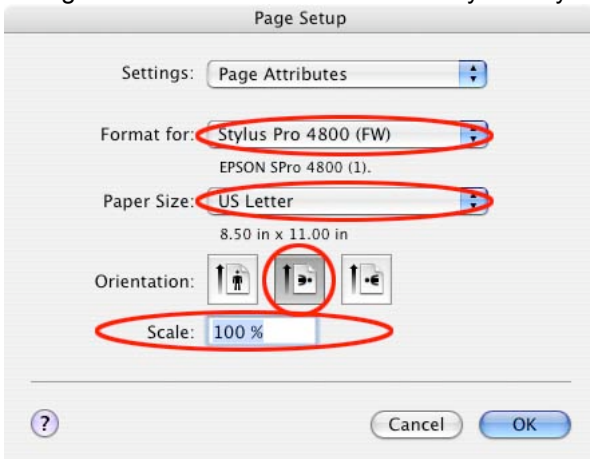 Page Setup
Settings: Page Attributes
Format for: Stylus Pro 4800 (FW)
EPSON SPro 4800 (1).
Paper Size: US Letter
8.50 in x 11.00 in
Orientation:
Scale: 100 %
? Cancel OK